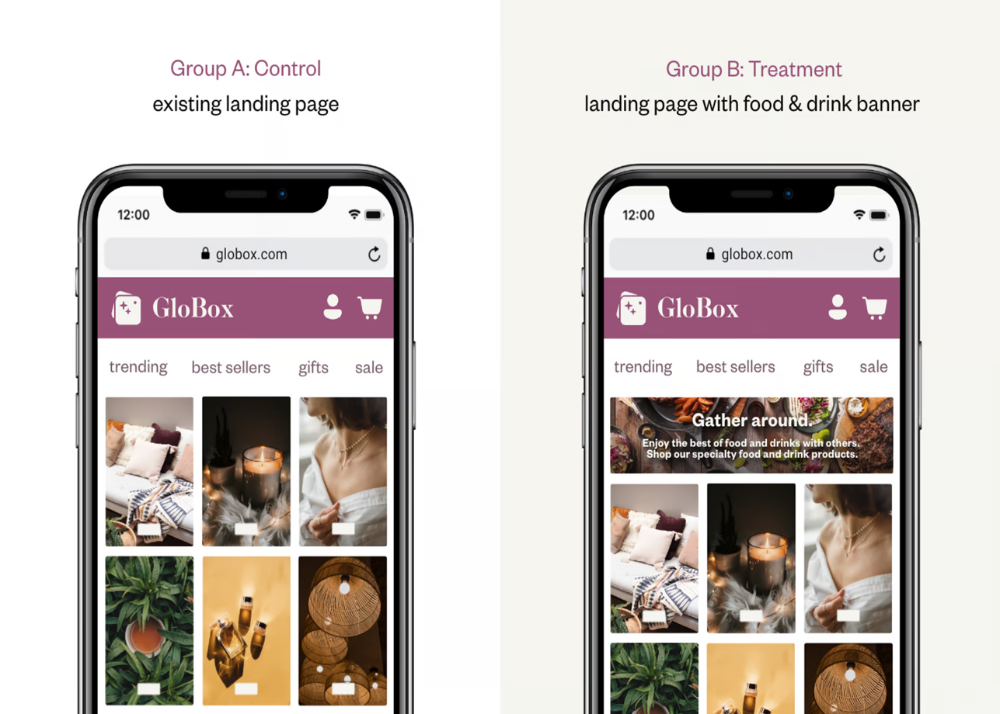 Group A: Control
existing landing page
12:00
globox.com
GloBox
trending best sellers gifts sale
Group B: Treatment
landing page with food & drink banner
12:00
globox.com
GloBox
trending best sellers gifts sale
Gather around.
Enjoy the best of food and drinks with others.
Shop our specialty food and drink products.